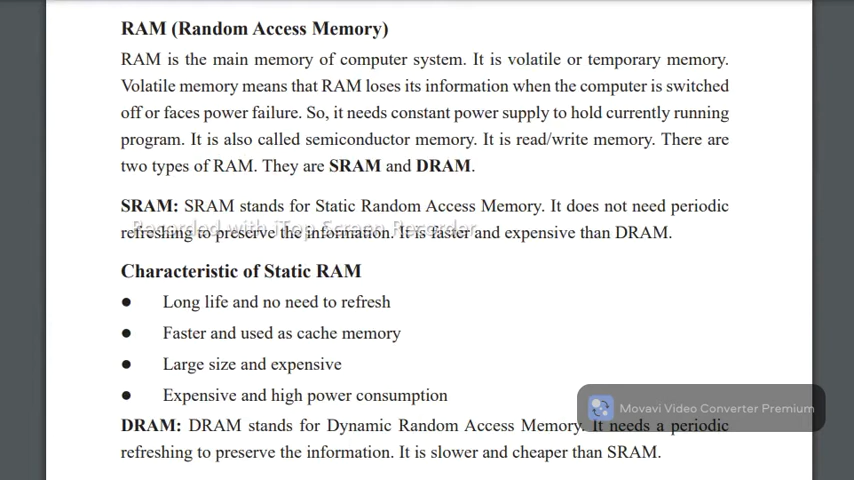 RAM (Random Access Memory)
RAM is the main memory of computer system. It is volatile or temporary memory.
Volatile memory means that RAM loses its information when the computer is switched
off or faces power failure. So, it needs constant power supply to hold currently running
program. It is also called semiconductor memory. It is read/write memory. There are
two types of RAM. They are SRAM and DRAM.
SRAM: SRAM stands for Static Random Access Memory. It does not need periodic
Recorded with iTop Screen Recorder
refreshing to preserve the information. It is faster and expensive than DRAM.
Characteristic of Static RAM
● Long life and no need to refresh
● Faster and used as cache memory
● Large size and expensive
● Expensive and high power consumption
Movavi Video Converter Premium
DRAM: DRAM stands for Dynamic Random Access Memory. It needs a periodic
refreshing to preserve the information. It is slower and cheaper than SRAM.